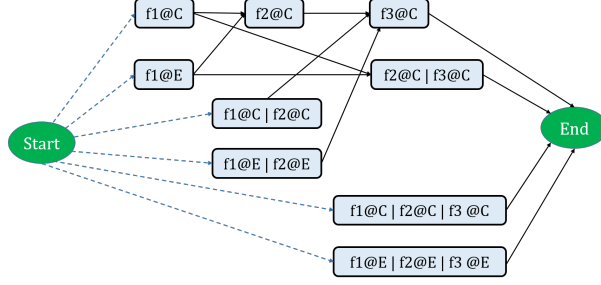 f1@C
f2@C
f3@C
f1@E
f2@C | f3@C
f1@C | f2@C
Start
End
f1@E | f2@E
f1@C | f2@C | f3 @C
f1@E | f2@E | f3 @E